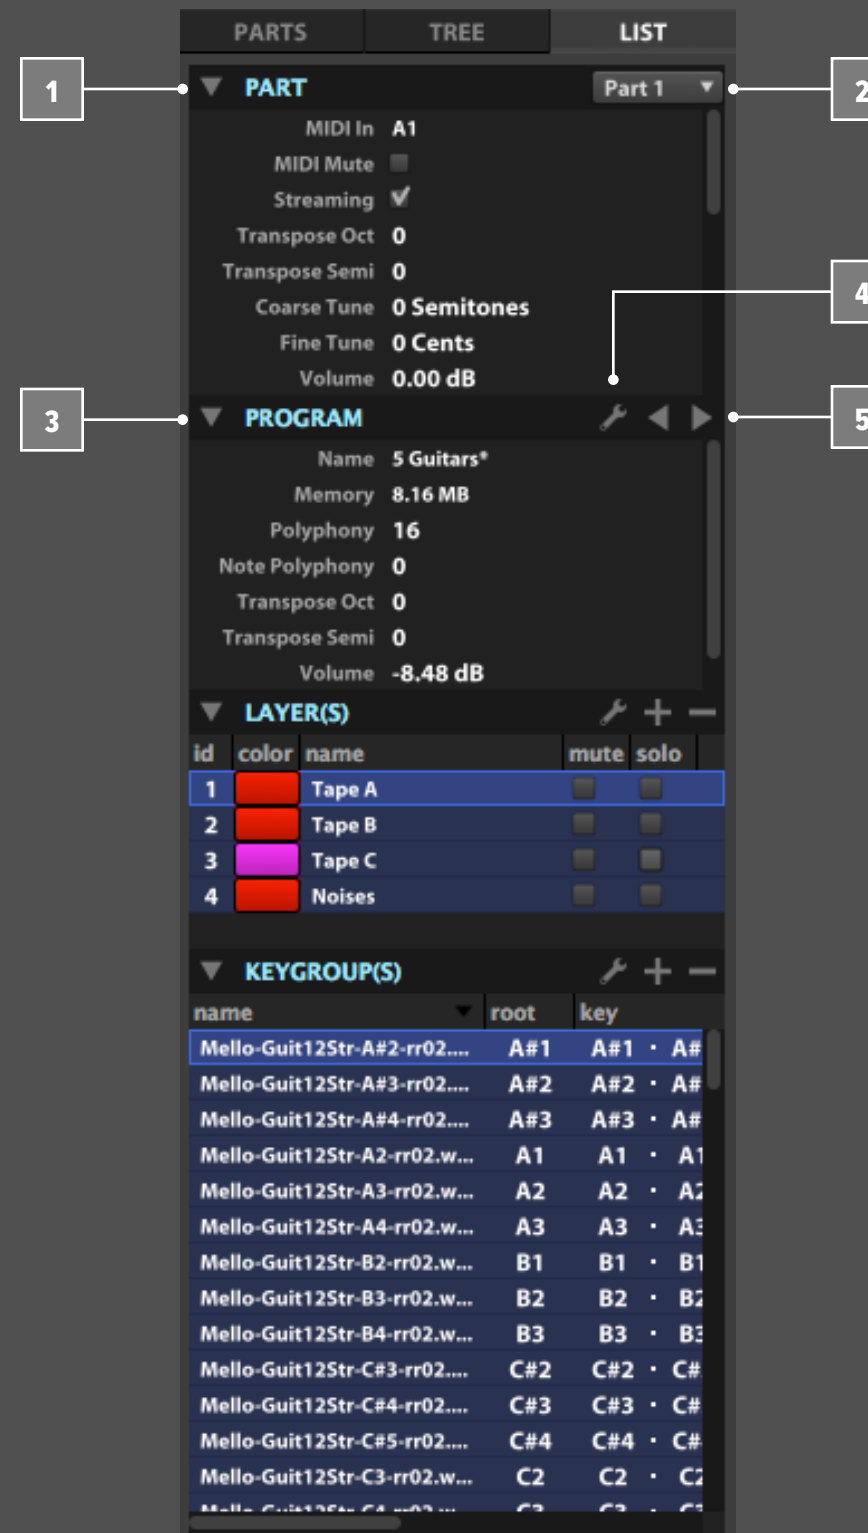 PARTS TREE LIST
1 PART Part 1 2
MIDI In A1
MIDI Mute
Streaming
Transpose Oct 0
Transpose Semi 0
4
Coarse Tune 0 Semitones
Fine Tune 0 Cents
Volume 0.00 dB
3 PROGRAM 5
Name 5 Guitars*
Memory 8.16 MB
Polyphony 16
Note Polyphony 0
Transpose Oct 0
Transpose Semi 0
Volume -8.48 dB
LAYER(S)
id color name mute solo
1 Tape A
2 Tape B
3 Tape C
4 Noises
KEYGROUP(S)
name root key
Mello-Guit12Str-A#2-rr02.... A#1 A#1 · A#
Mello-Guit12Str-A#3-rr02.... A#2 A#2 · A#
Mello-Guit12Str-A#4-rr02.... A#3 A#3 · A#
Mello-Guit12Str-A2-rr02.w... A1 A1 · A1
Mello-Guit12Str-A3-rr02.w... A2 A2 · A2
Mello-Guit12Str-A4-rr02.w... A3 A3 · A3
Mello-Guit12Str-B2-rr02.w... B1 B1 · B1
Mello-Guit12Str-B3-rr02.w... B2 B2 · B2
Mello-Guit12Str-B4-rr02.w... B3 B3 · B3
Mello-Guit12Str-C#3-rr02.... C#2 C#2 · C#
Mello-Guit12Str-C#4-rr02.... C#3 C#3 · C#
Mello-Guit12Str-C#5-rr02.... C#4 C#4 · C#
Mello-Guit12Str-C3-rr02.w... C2 C2 · C2